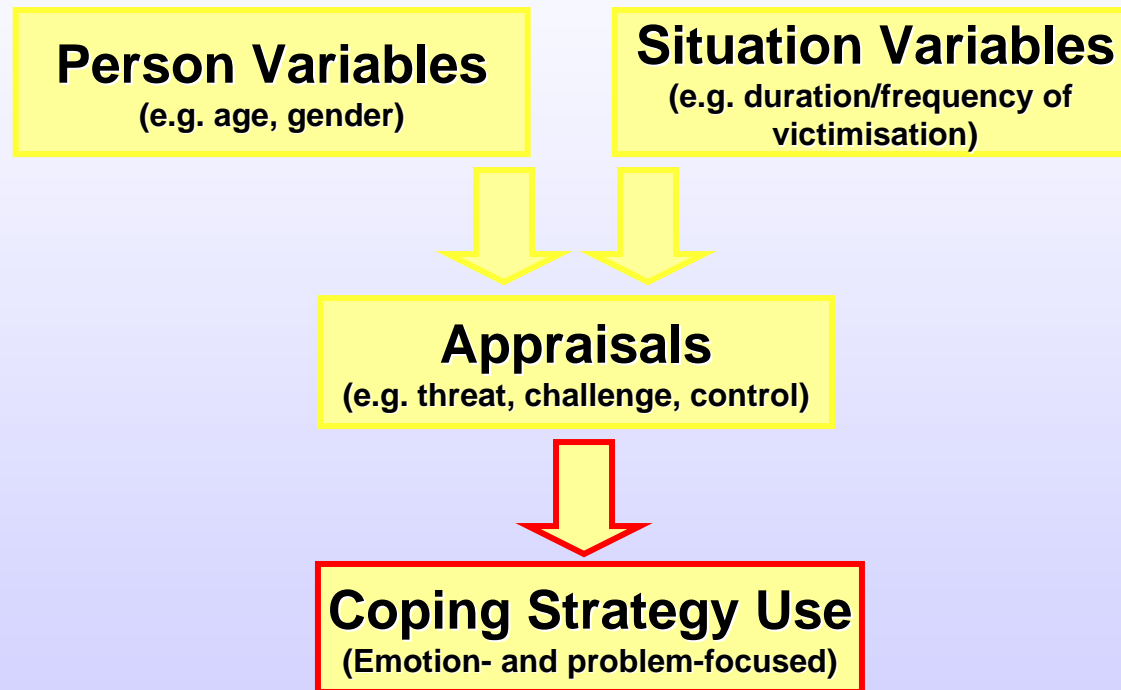 Person Variables
(e.g. age, gender)
Situation Variables
(e.g. duration/frequency of
victimisation)
Appraisals
(e.g. threat, challenge, control)
Coping Strategy Use
(Emotion- and problem-focused)